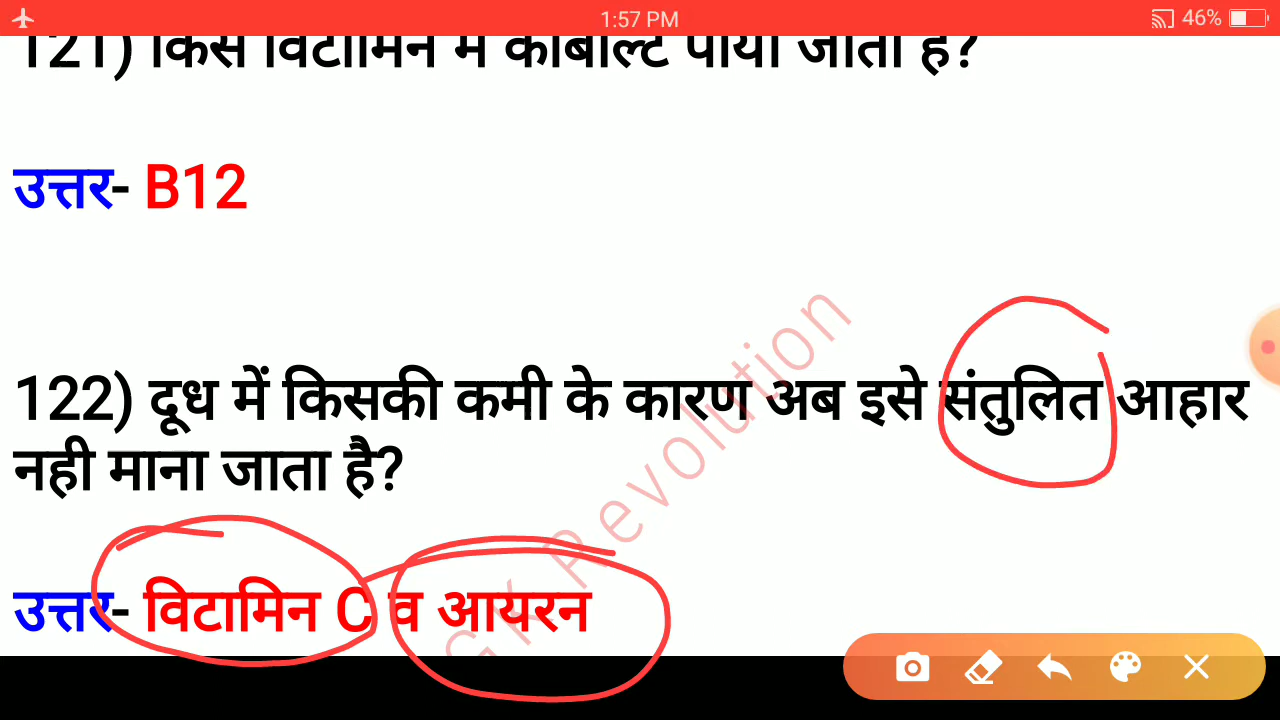 1:57 PM
46%
121) किस विटामिन में कोबाल्ट पाया जाता है?
उत्तर- B12
122) दूध में किसकी कमी के कारण अब इसे संतुलित आहार
नही माना जाता है?
उत्तर- विटामिन C व आयरन
GK Revolution